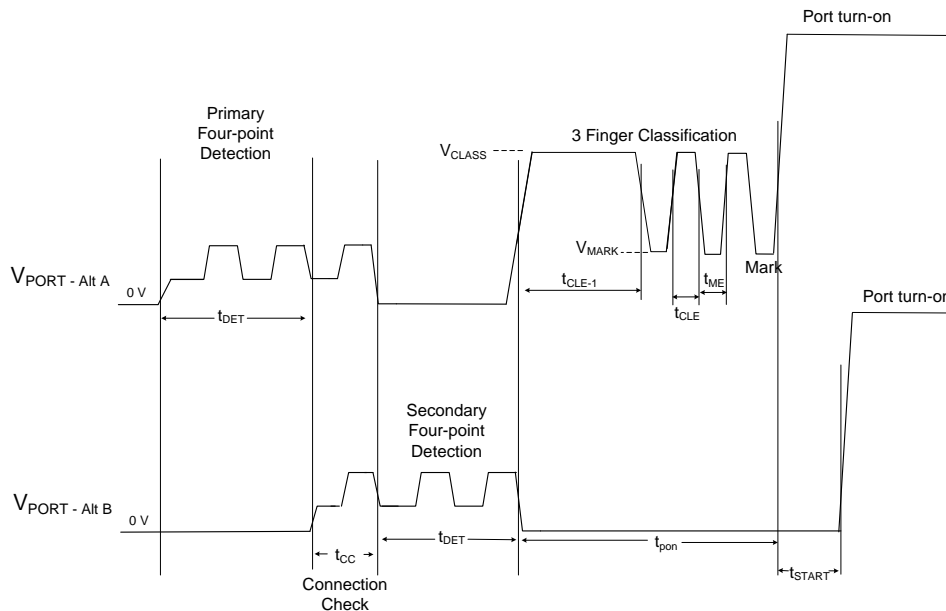 Port turn-on
Primary
Four-point
Detection
3 Finger Classification
VCLASS
VMARK
Mark
VPORT - Alt A
0 V
tDET
tCLE-1
tME
tCLE
Port turn-on
Secondary
Four-point
Detection
VPORT - Alt B
0 V
tCC
tDET
tpon
tSTART
Connection
Check